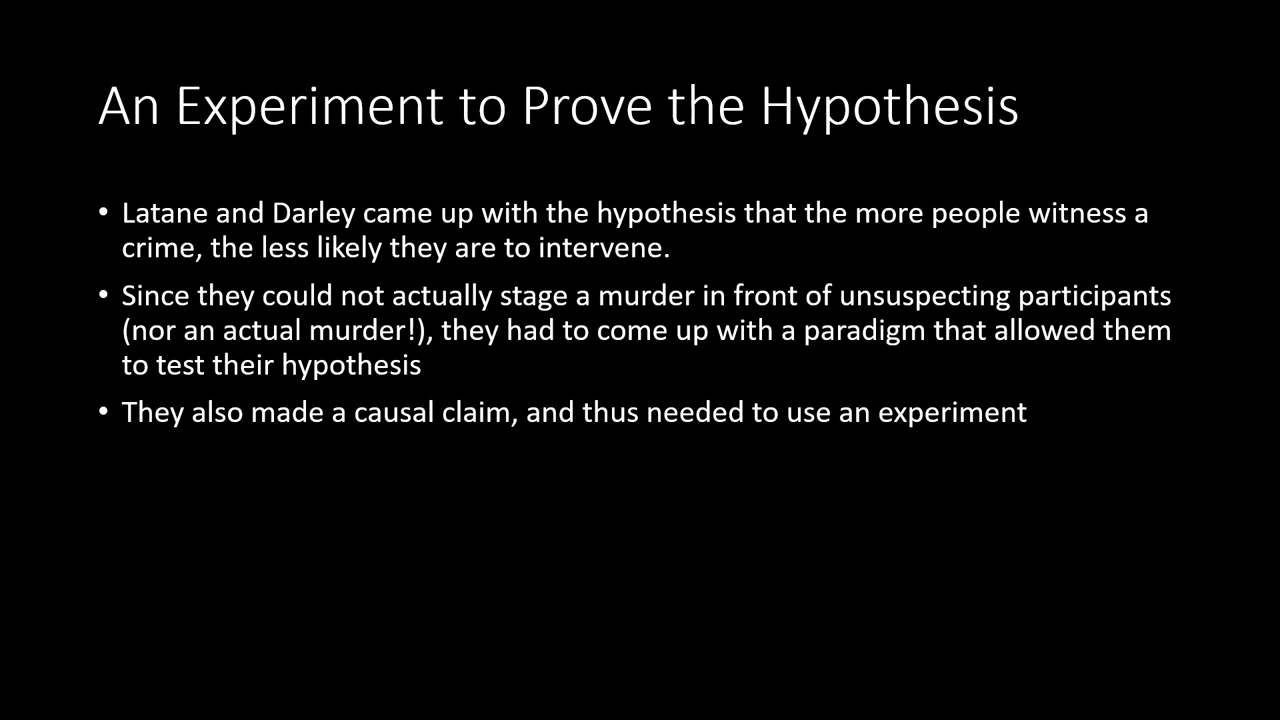 An Experiment to Prove the Hypothesis
• Latane and Darley came up with the hypothesis that the more people witness a
crime, the less likely they are to intervene.
• Since they could not actually stage a murder in front of unsuspecting participants
(nor an actual murder!), they had to come up with a paradigm that allowed them
to test their hypothesis
• They also made a causal claim, and thus needed to use an experiment